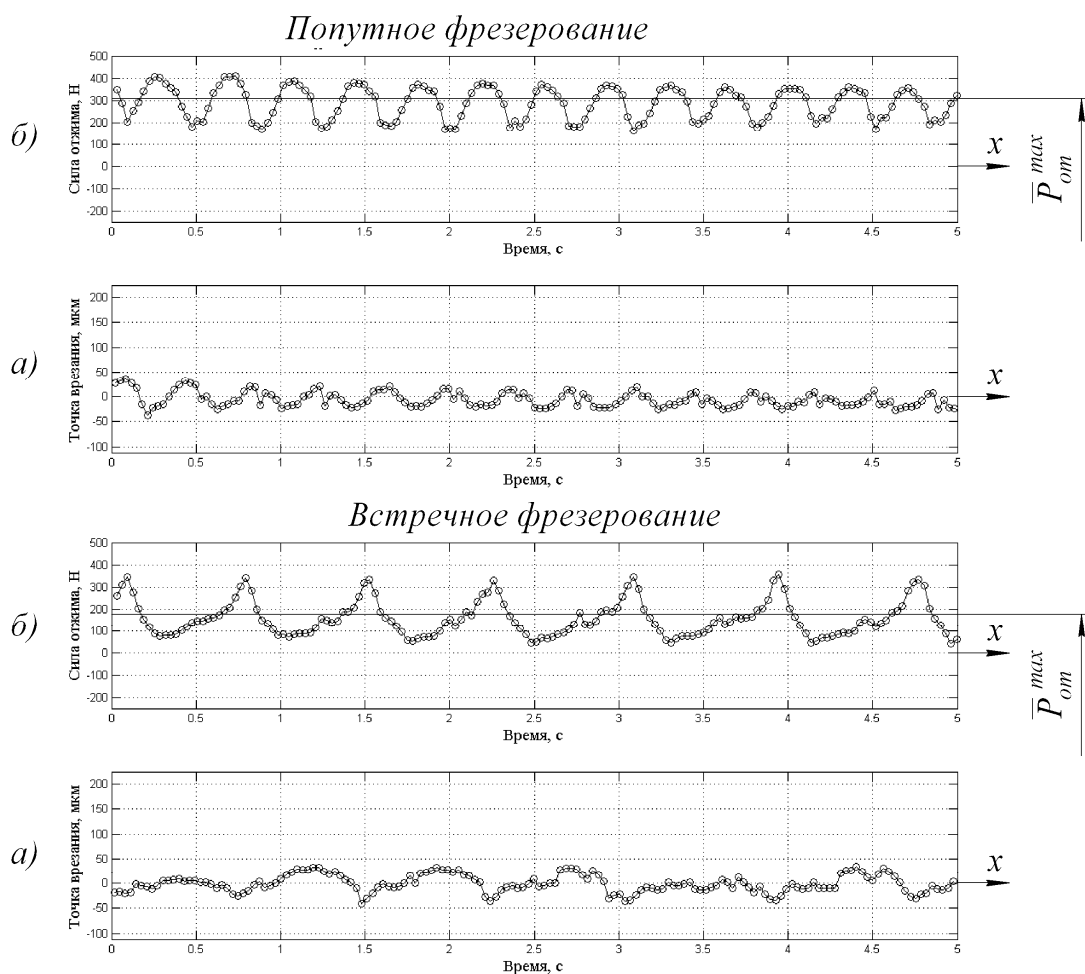 Попутное фрезерование
б)
Сила отжима, Н
500
400
300
200
100
0
-100
-200
0 0.5 1 1.5 2 2.5 3 3.5 4 4.5 5
Время, с
x
P̅ om max
а)
Точка врезания, мкм
200
150
100
50
0
-50
-100
0 0.5 1 1.5 2 2.5 3 3.5 4 4.5 5
Время, с
x
Встречное фрезерование
б)
Сила отжима, Н
500
400
300
200
100
0
-100
-200
0 0.5 1 1.5 2 2.5 3 3.5 4 4.5 5
Время, с
x
P̅ om max
а)
Точка врезания, мкм
200
150
100
50
0
-50
-100
0 0.5 1 1.5 2 2.5 3 3.5 4 4.5 5
Время, с
x